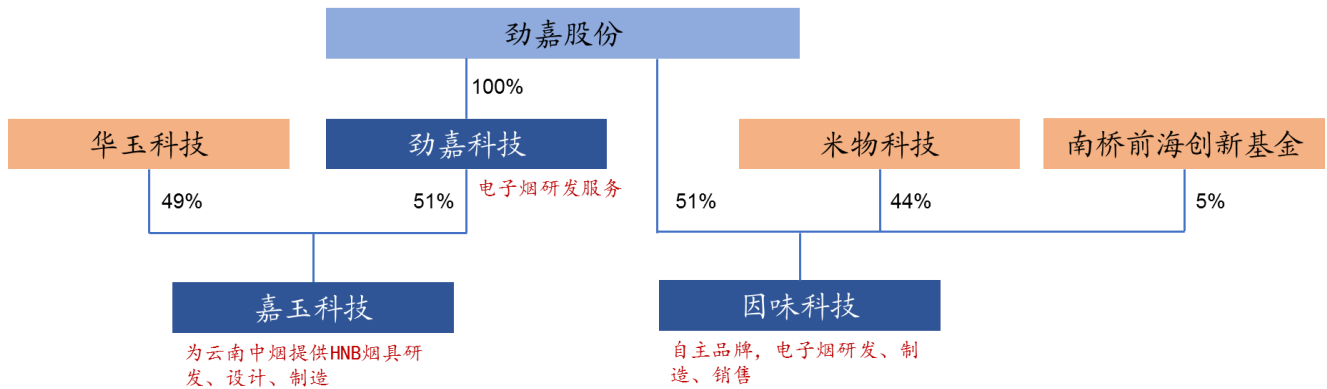 劲嘉股份
100%
华玉科技
劲嘉科技
米物科技
南桥前海创新基金
电子烟研发服务
49%
51%
51%
44%
5%
嘉玉科技
因味科技
为云南中烟提供HNB烟具研
发、设计、制造
自主品牌，电子烟研发、制
造、销售